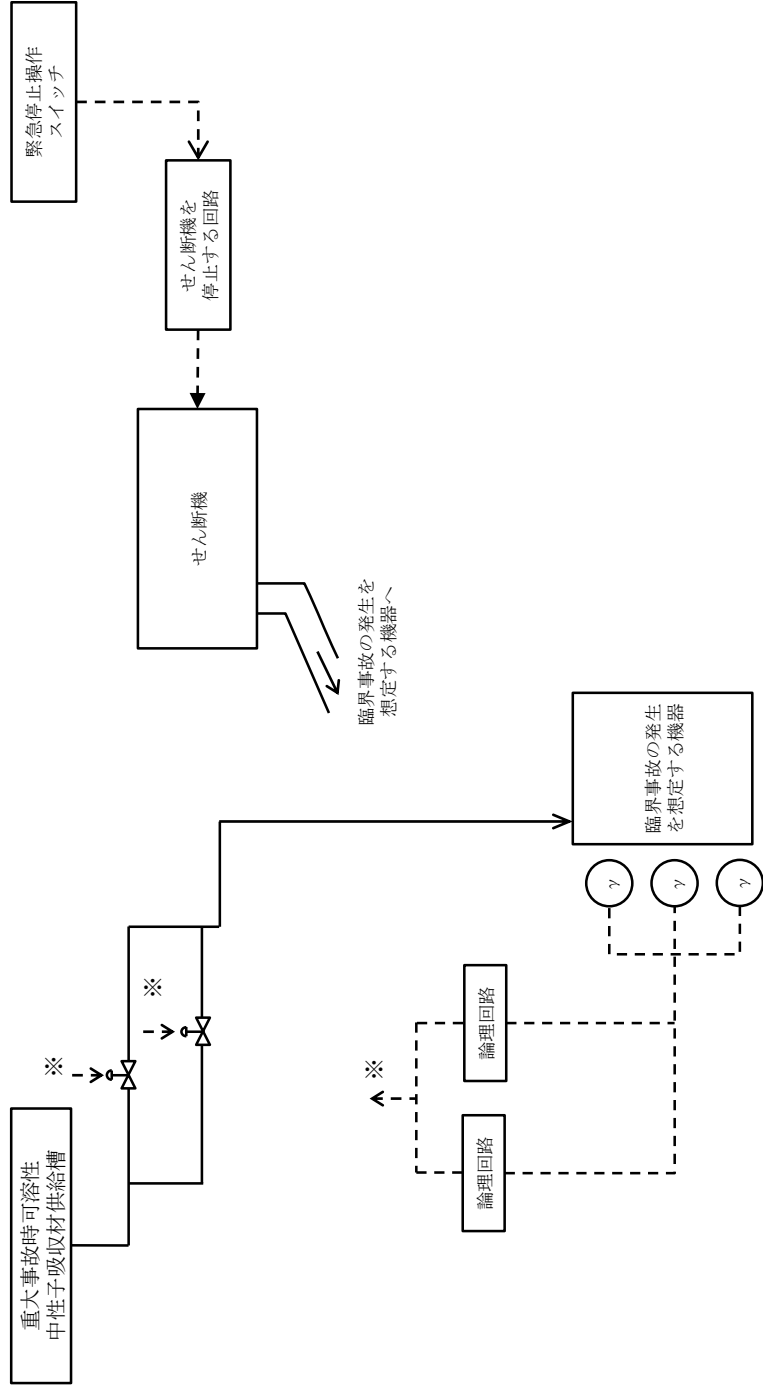 重大事故時可溶性
中性子吸収材供給槽
※
※
せん断機
せん断機を
停止する回路
緊急停止操作
スイッチ
臨界事故の発生を
想定する機器へ
※
論理回路
論理回路
γ
γ
γ
臨界事故の発生
を想定する機器